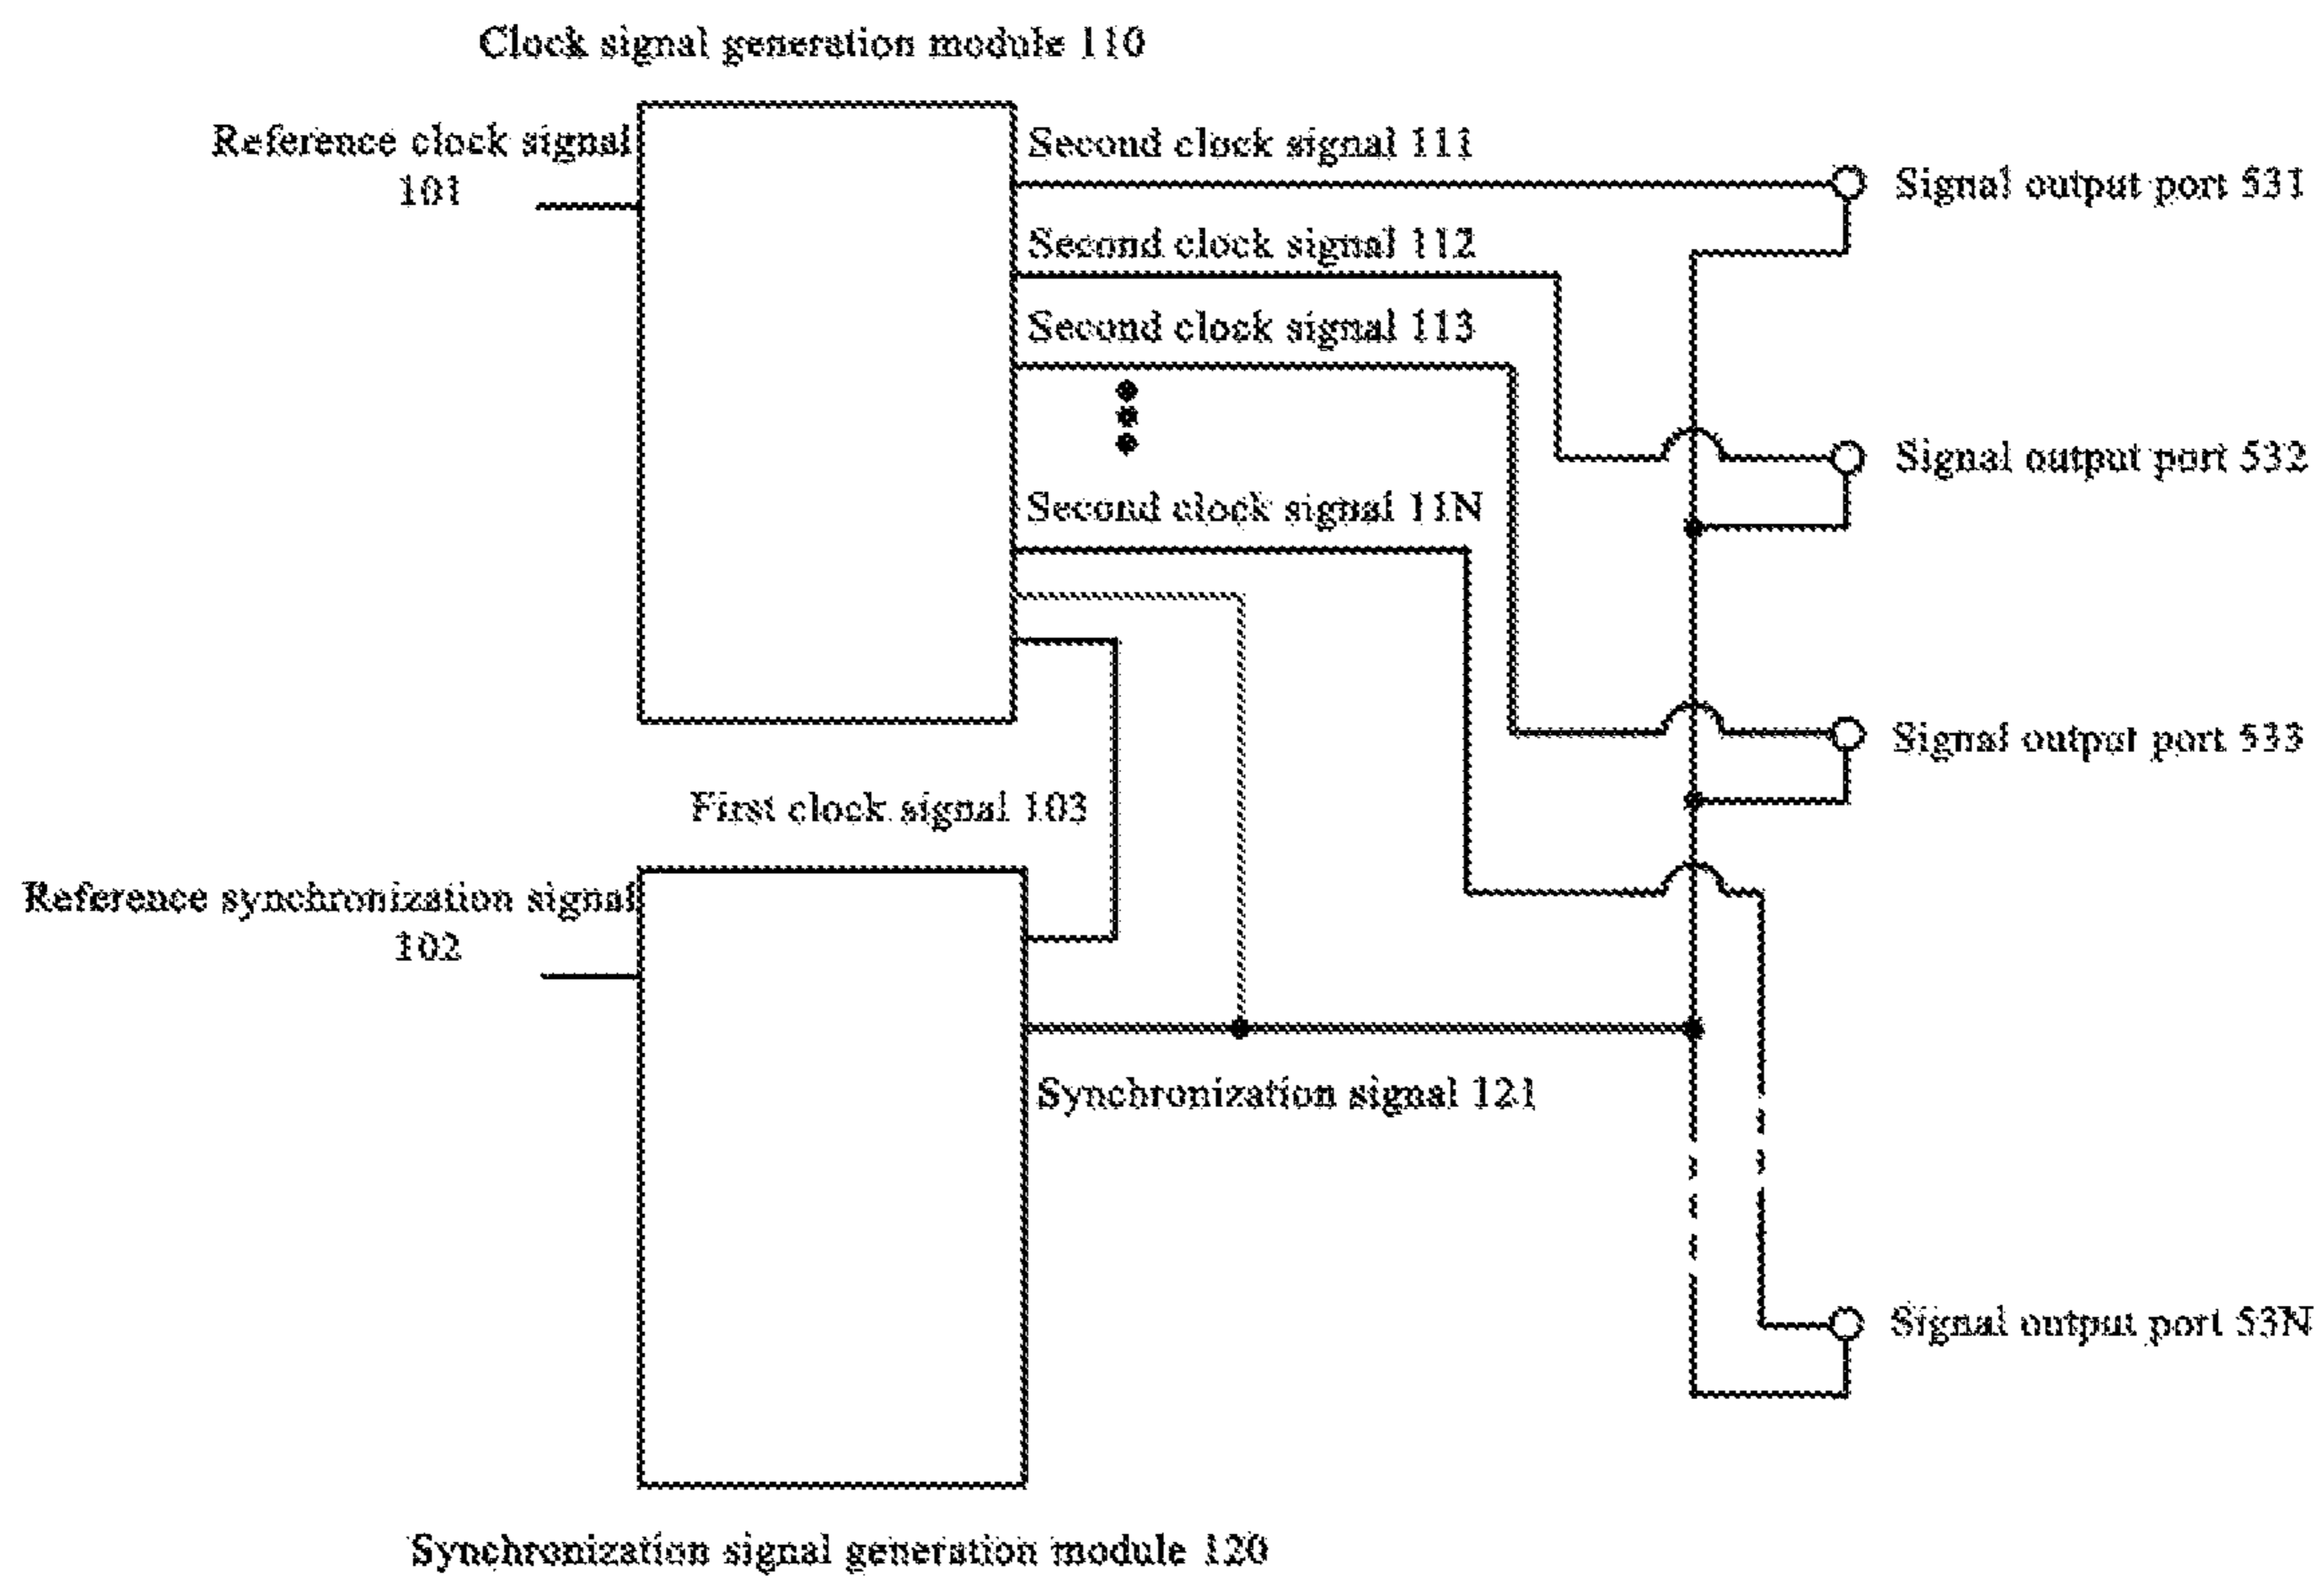 Clock signal generation module 110
Reference clock signal
101
Second clock signal 111
Signal output port 531
Second clock signal 112
Second clock signal 113
Signal output port 532
Second clock signal 11N
Signal output port 533
First clock signal 103
Reference synchronization signal
102
Synchronization signal 121
Signal output port 53N
Synchronization signal generation module 120